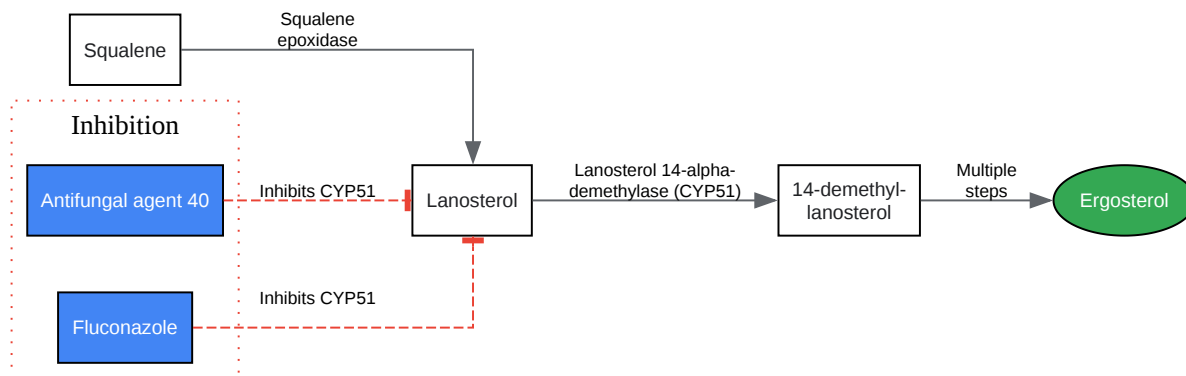 Squalene
Squalene
epoxidase
Inhibition
Antifungal agent 40
Inhibits CYP51
Lanosterol
Lanosterol 14-alpha-
demethylase (CYP51)
14-demethyl-
lanosterol
Multiple
steps
Ergosterol
Inhibits CYP51
Fluconazole